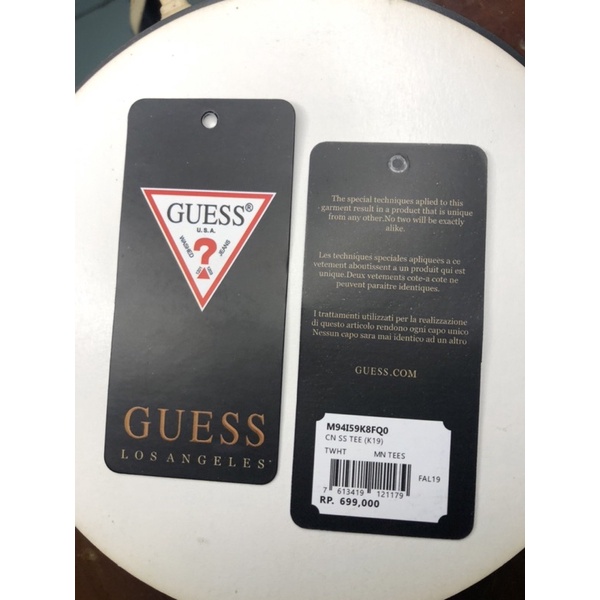 GUESS®
U.S.A.
WASHED
?
JEANS
GUESS
LOS ANGELES
The special techniques aplied to this
garment result in a product that is unique
from any other.No two will be exactly
alike.
Les techniques speciales appliquees a ce
vetement aboutissent a un produit qui est
unique.Deux vetements cote-a cote ne
peuvent paraitre identiques.
I trattamenti utilizzati per la realizzazione
di questo articolo rendono ogni capo unico
Nessun capo sara mai identico ad un altro
GUESS.COM
M94I59K8FQ0
CN SS TEE (K19)
TWHT MN TEES
FAL19
7 613419 121179
RP. 699,000